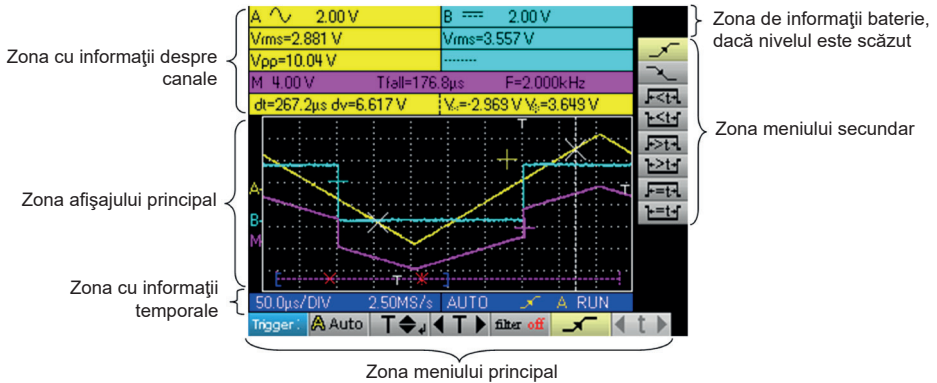 Zona cu informaţii despre
canale
Zona afişajului principal
Zona cu informaţii
temporale
A 2.00 V
B 2.00 V
Vrms=2.881 V
Vrms=3.557 V
Vpp=10.04 V
--------
M 4.00 V Tfall=176.8µs F=2.000kHz
dt=267.2µs dv=6.617 V
=-2.969 V =3.649 V
T
A
B
M
T
T
50.0µs/DIV 2.50MS/s AUTO A RUN
Trigger: A Auto T T filter off t
<t
<t
>t
>t
=t
=t
Zona de informaţii baterie,
dacă nivelul este scăzut
Zona meniului secundar
Zona meniului principal